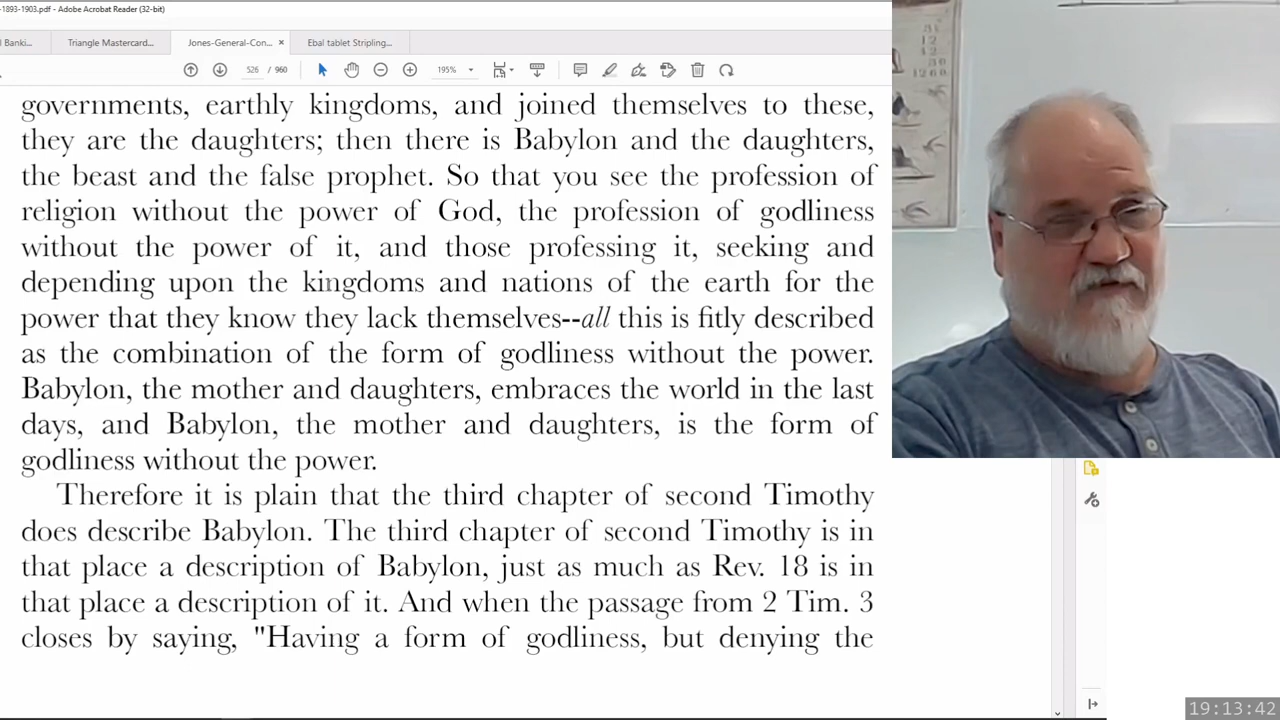 -1893-1903.pdf - Adobe Acrobat Reader (32-bit)
l Banki...
Triangle Mastercard...
Jones-General-Con... ×
Ebal tablet Stripling...
526 / 960
195%
governments, earthly kingdoms, and joined themselves to these,
they are the daughters; then there is Babylon and the daughters,
the beast and the false prophet. So that you see the profession of
religion without the power of God, the profession of godliness
without the power of it, and those professing it, seeking and
depending upon the kingdoms and nations of the earth for the
power that they know they lack themselves--all this is fitly described
as the combination of the form of godliness without the power.
Babylon, the mother and daughters, embraces the world in the last
days, and Babylon, the mother and daughters, is the form of
godliness without the power.
Therefore it is plain that the third chapter of second Timothy
does describe Babylon. The third chapter of second Timothy is in
that place a description of Babylon, just as much as Rev. 18 is in
that place a description of it. And when the passage from 2 Tim. 3
closes by saying, "Having a form of godliness, but denying the
12
1260
19:13:42